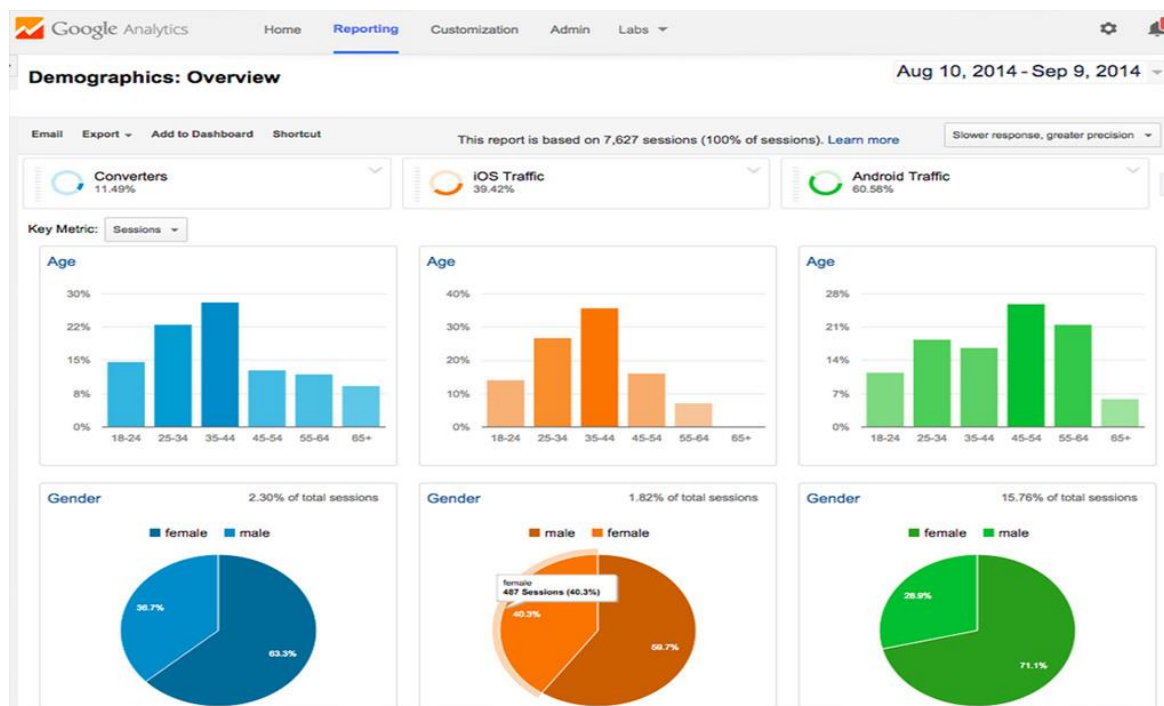 Google Analytics Home Reporting Customization Admin Labs
Demographics: Overview
Aug 10, 2014 - Sep 9, 2014
Email Export Add to Dashboard Shortcut
This report is based on 7,627 sessions (100% of sessions). Learn more
Slower response, greater precision
Converters
11.49%
iOS Traffic
39.42%
Android Traffic
60.58%
Key Metric: Sessions
Age
30%
22%
15%
8%
0%
18-24 25-34 35-44 45-54 55-64 65+
Age
40%
30%
20%
10%
0%
18-24 25-34 35-44 45-54 55-64 65+
Age
28%
21%
14%
7%
0%
18-24 25-34 35-44 45-54 55-64 65+
Gender 2.30% of total sessions
female male
36.7%
63.3%
Gender 1.82% of total sessions
male female
female
487 Sessions (40.3%)
40.3%
59.7%
Gender 15.76% of total sessions
female male
28.9%
71.1%